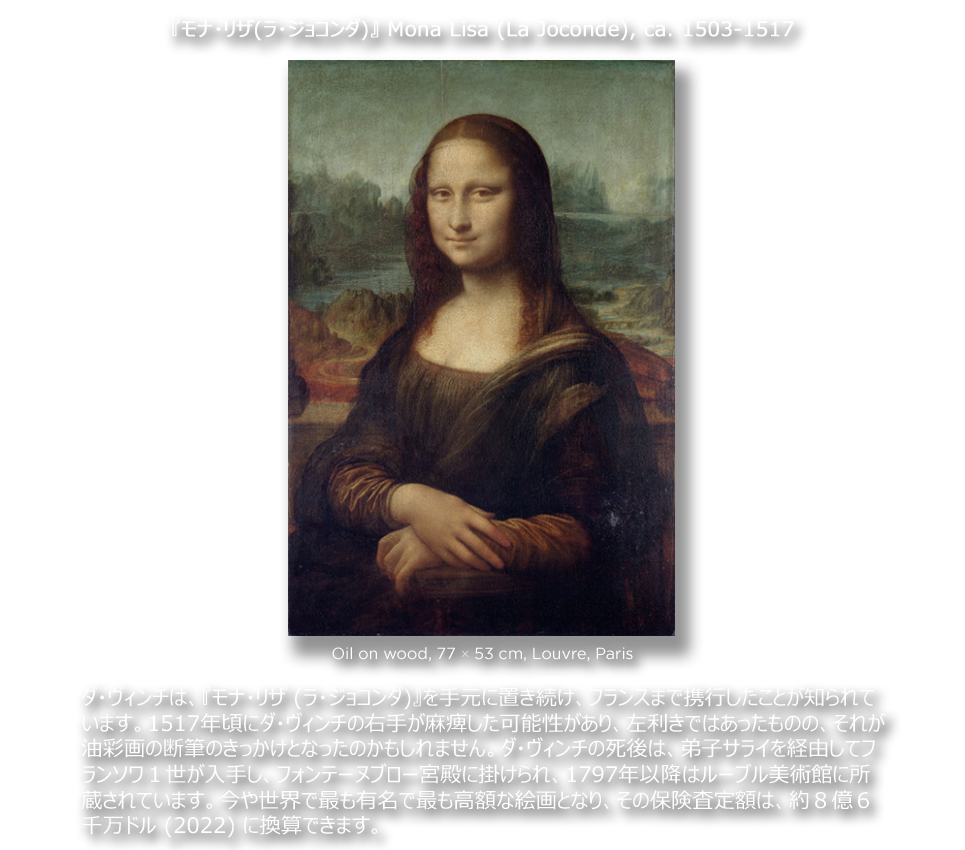 『モナ・リザ(ラ・ジョコンダ)』 Mona Lisa (La Joconde), ca. 1503-1517
Oil on wood, 77 × 53 cm, Louvre, Paris
ダ・ヴィンチは、『モナ・リザ (ラ・ジョコンダ)』を手元に置き続け、フランスまで携行したことが知られて
います。1517年頃にダ・ヴィンチの右手が麻痺した可能性があり、左利きではあったものの、それが
油彩画の断筆のきっかけとなったのかもしれません。ダ・ヴィンチの死後は、弟子サライを経由してフ
ランソワ１世が入手し、フォンテーヌブロー宮殿に掛けられ、1797年以降はルーブル美術館に所
蔵されています。今や世界で最も有名で最も高額な絵画となり、その保険査定額は、約８億６
千万ドル (2022) に換算できます。